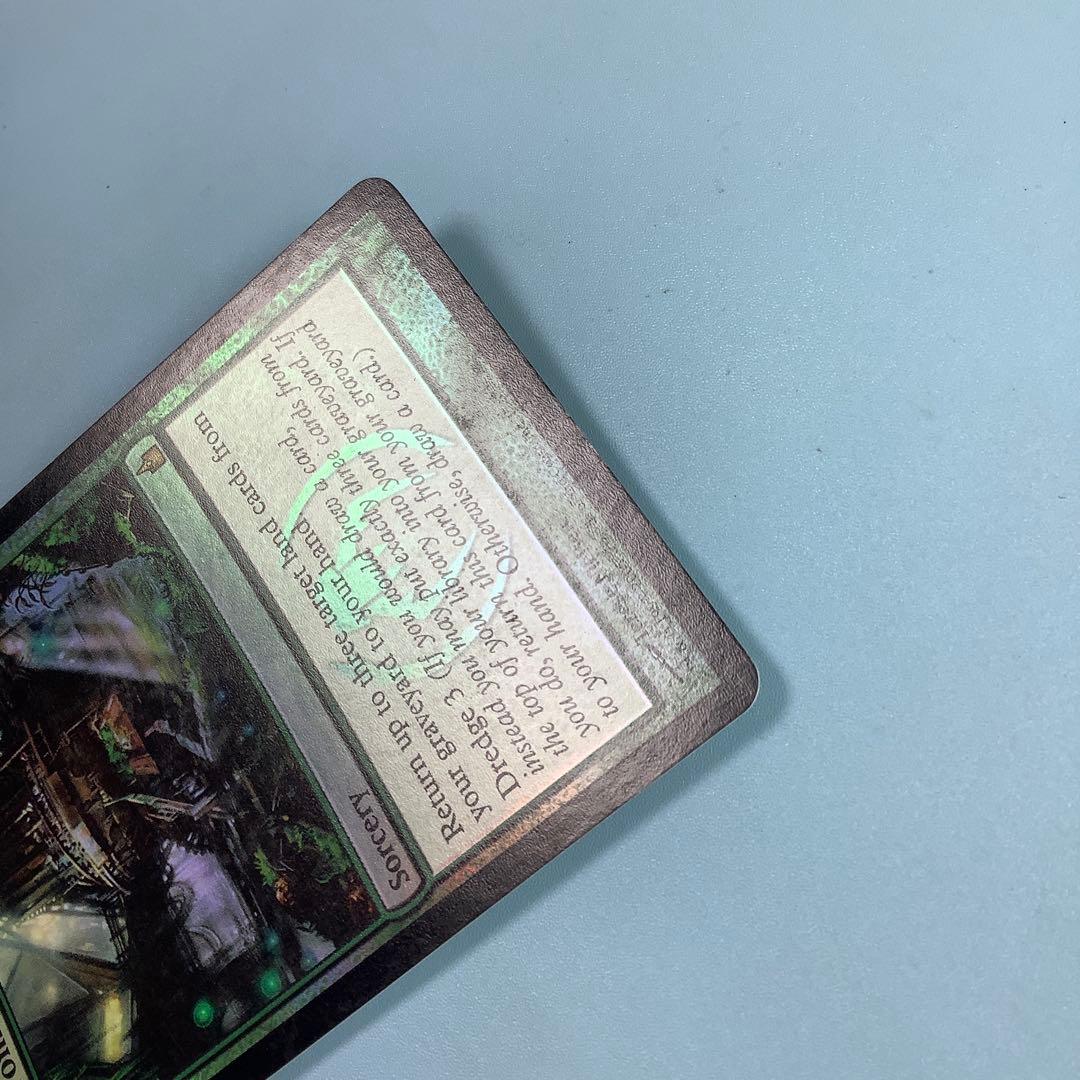 Sorcery
Return up to three target land cards from
your graveyard to your hand.
Dredge 3 (If you would draw a card,
instead you may put exactly three cards from
the top of your library into your graveyard. If
you do, return this card from your graveyard
to your hand. Otherwise, draw a card.)